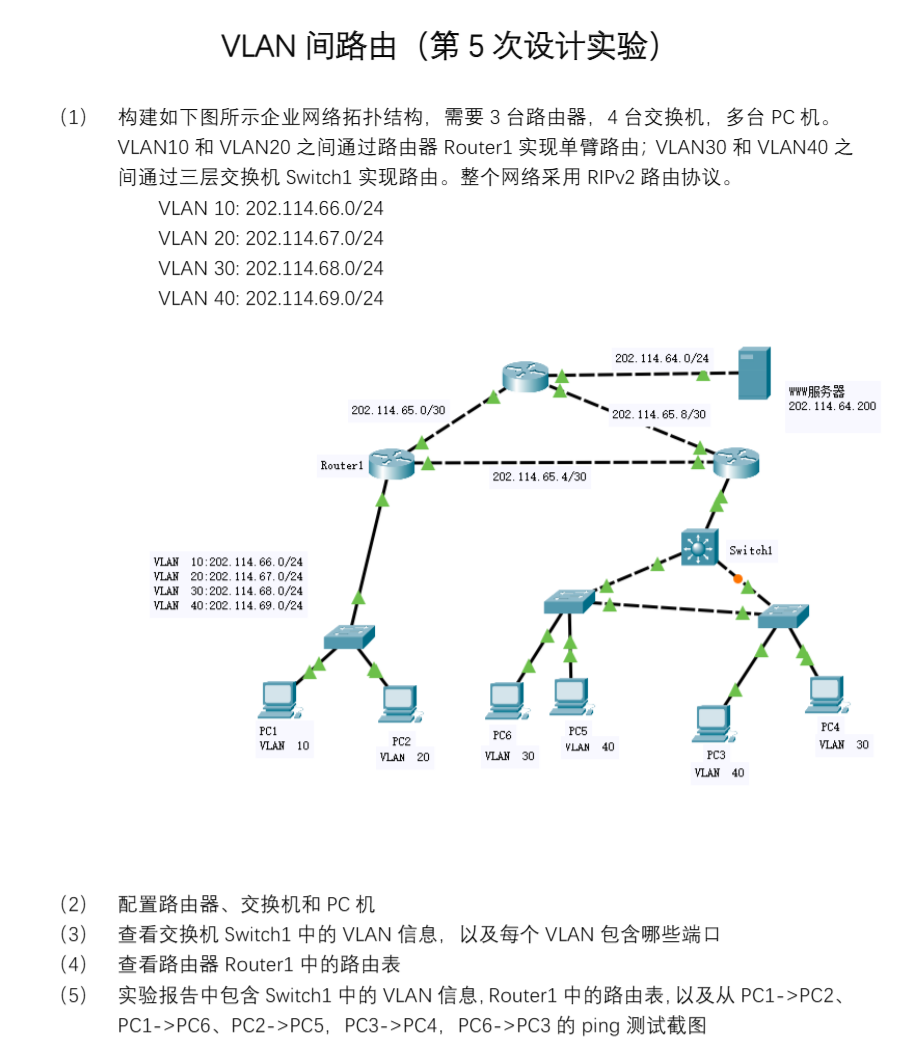 VLAN 间路由（第 5 次设计实验）
（1） 构建如下图所示企业网络拓扑结构，需要 3 台路由器，4 台交换机，多台 PC 机。
VLAN10 和 VLAN20 之间通过路由器 Router1 实现单臂路由；VLAN30 和 VLAN40 之
间通过三层交换机 Switch1 实现路由。整个网络采用 RIPv2 路由协议。
VLAN 10: 202.114.66.0/24
VLAN 20: 202.114.67.0/24
VLAN 30: 202.114.68.0/24
VLAN 40: 202.114.69.0/24
202.114.64.0/24
WWW服务器
202.114.64.200
202.114.65.0/30
202.114.65.8/30
Router1
202.114.65.4/30
Switch1
VLAN 10:202.114.66.0/24
VLAN 20:202.114.67.0/24
VLAN 30:202.114.68.0/24
VLAN 40:202.114.69.0/24
PC1
VLAN 10
PC2
VLAN 20
PC6
VLAN 30
PC5
VLAN 40
PC3
VLAN 40
PC4
VLAN 30
（2） 配置路由器、交换机和 PC 机
（3） 查看交换机 Switch1 中的 VLAN 信息，以及每个 VLAN 包含哪些端口
（4） 查看路由器 Router1 中的路由表
（5） 实验报告中包含 Switch1 中的 VLAN 信息, Router1 中的路由表, 以及从 PC1->PC2、
PC1->PC6、PC2->PC5，PC3->PC4，PC6->PC3 的 ping 测试截图